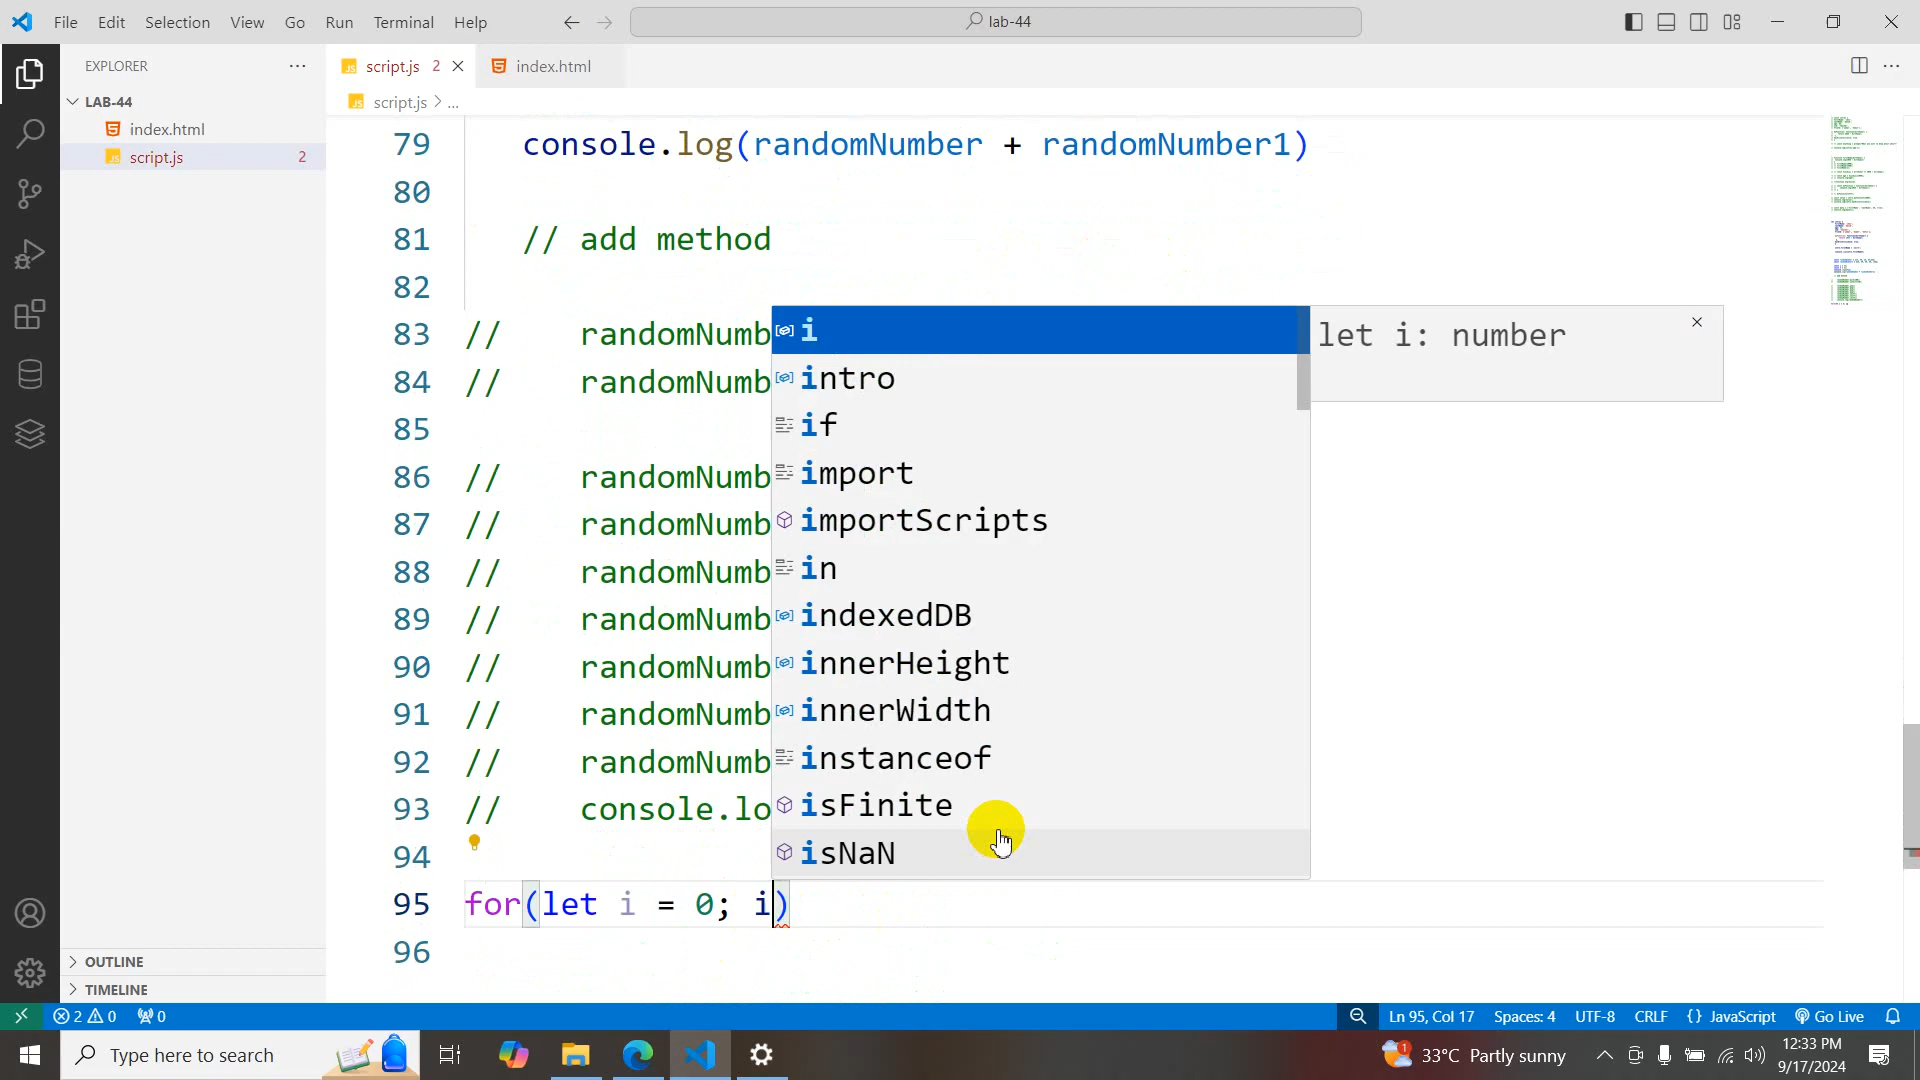 File Edit Selection View Go Run Terminal Help
lab-44
EXPLORER
LAB-44
index.html
script.js 2
script.js 2
index.html
script.js > ...
79 console.log(randomNumber + randomNumber1)
80
81 // add method
82
83 // randomNumb
84 // randomNumb
85
86 // randomNumb
87 // randomNumb
88 // randomNumb
89 // randomNumb
90 // randomNumb
91 // randomNumb
92 // randomNumb
93 // console.lo
94
95 for(let i = 0; i)
96
i
intro
if
import
importScripts
in
indexedDB
innerHeight
innerWidth
instanceof
isFinite
isNaN
let i: number
OUTLINE
TIMELINE
2 0 0
Ln 95, Col 17 Spaces: 4 UTF-8 CRLF {} JavaScript Go Live
Type here to search
1
33°C Partly sunny
12:33 PM
9/17/2024